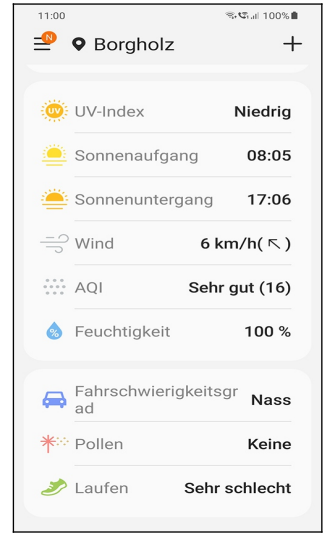 11:00 100%
N
Borgholz
UV UV-Index Niedrig
Sonnenaufgang 08:05
Sonnenuntergang 17:06
Wind 6 km/h(↖)
AQI Sehr gut (16)
% Feuchtigkeit 100 %
Fahrschwierigkeitsgr
ad Nass
Pollen Keine
Laufen Sehr schlecht